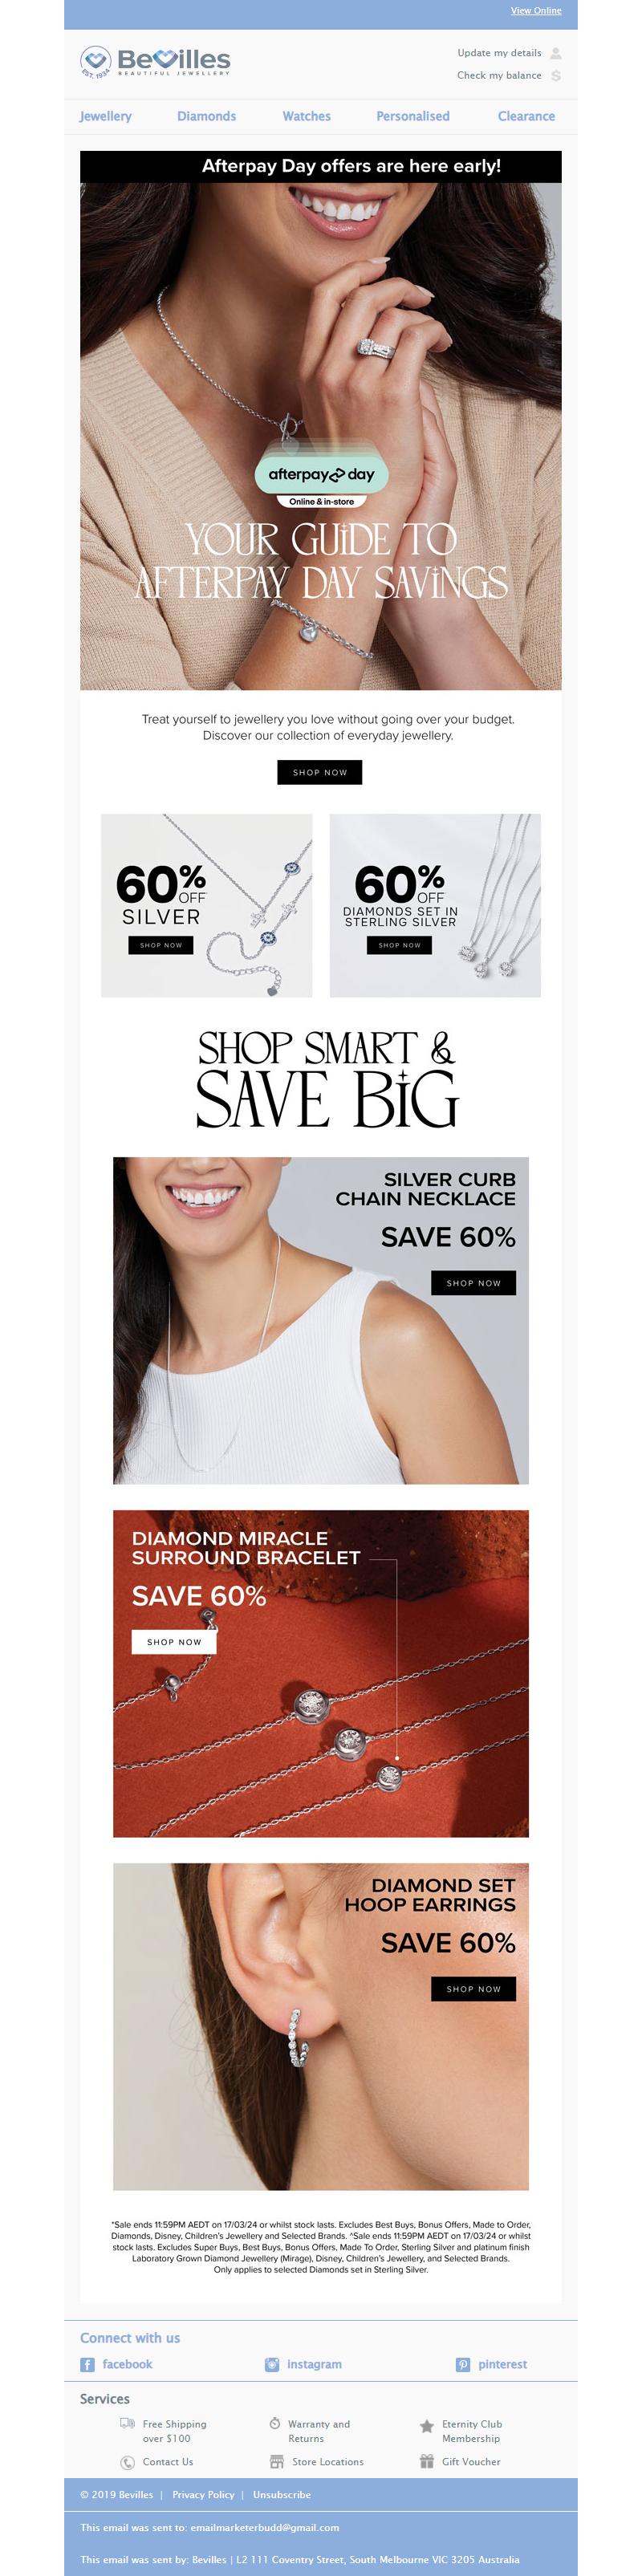 View Online
BeVilles
BEAUTIFUL JEWELLERY
EST. 1934
Update my details
Check my balance
Jewellery Diamonds Watches Personalised Clearance
Afterpay Day offers are here early!
afterpay day
Online & in-store
YOUR GUiDE TO
AFTERPAY DAY SAViNGS
Treat yourself to jewellery you love without going over your budget.
Discover our collection of everyday jewellery.
SHOP NOW
60% OFF
SILVER
SHOP NOW
60% OFF
DIAMONDS SET IN
STERLING SILVER
SHOP NOW
SHOP SMART &
SAVE BiG
SILVER CURB
CHAIN NECKLACE
SAVE 60%
SHOP NOW
DIAMOND MIRACLE
SURROUND BRACELET
SAVE 60%
SHOP NOW
DIAMOND SET
HOOP EARRINGS
SAVE 60%
SHOP NOW
*Sale ends 11:59PM AEDT on 17/03/24 or whilst stock lasts. Excludes Best Buys, Bonus Offers, Made to Order,
Diamonds, Disney, Children's Jewellery and Selected Brands. ^Sale ends 11:59PM AEDT on 17/03/24 or whilst
stock lasts. Excludes Super Buys, Best Buys, Bonus Offers, Made To Order, Sterling Silver and platinum finish
Laboratory Grown Diamond Jewellery (Mirage), Disney, Children's Jewellery, and Selected Brands.
Only applies to selected Diamonds set in Sterling Silver.
Connect with us
facebook instagram pinterest
Services
Free Shipping
over $100
Warranty and
Returns
Eternity Club
Membership
Contact Us
Store Locations
Gift Voucher
© 2019 Bevilles | Privacy Policy | Unsubscribe
This email was sent to: emailmarketerbudd@gmail.com
This email was sent by: Bevilles | L2 111 Coventry Street, South Melbourne VIC 3205 Australia